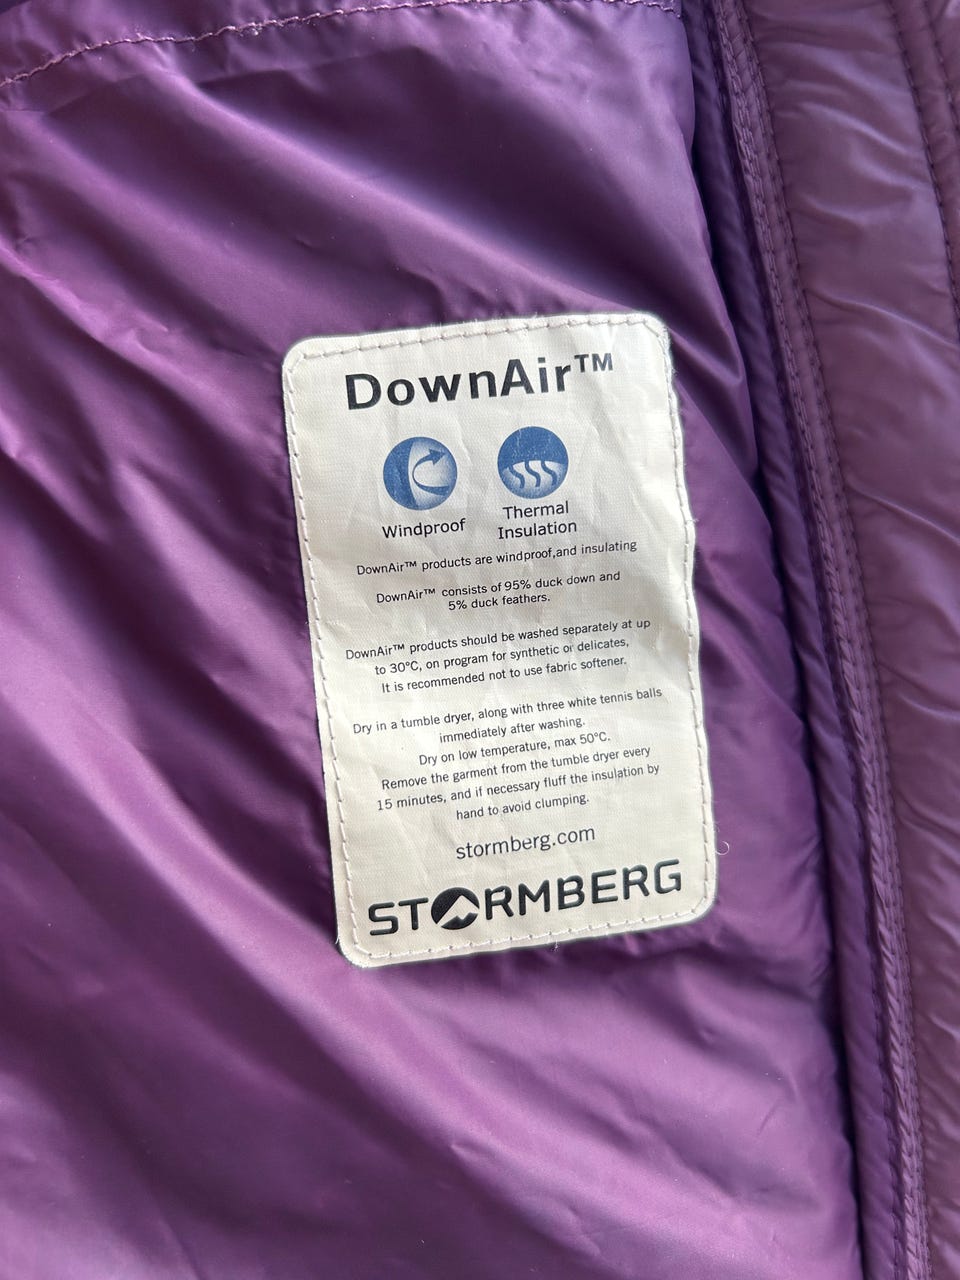 DownAir™
Windproof
Thermal
Insulation
DownAir™ products are windproof,and insulating
DownAir™ consists of 95% duck down and
5% duck feathers.
DownAir™ products should be washed separately at up
to 30°C, on program for synthetic or delicates,
It is recommended not to use fabric softener.
Dry in a tumble dryer, along with three white tennis balls
immediately after washing.
Dry on low temperature, max 50°C.
Remove the garment from the tumble dryer every
15 minutes, and if necessary fluff the insulation by
hand to avoid clumping.
stormberg.com
STORMBERG